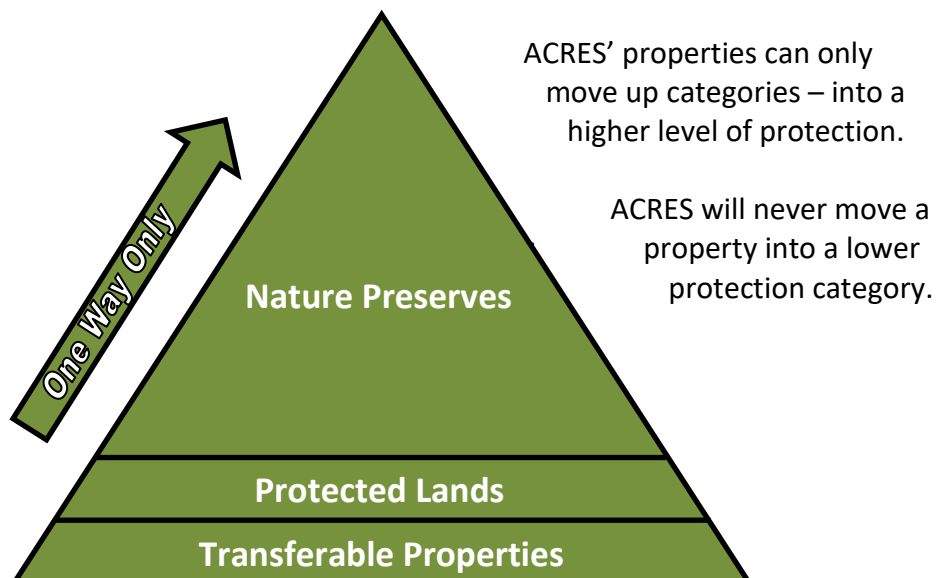 ACRES’ properties can only
move up categories – into a
higher level of protection.
ACRES will never move a
property into a lower
protection category.
One Way Only
Nature Preserves
Protected Lands
Transferable Properties